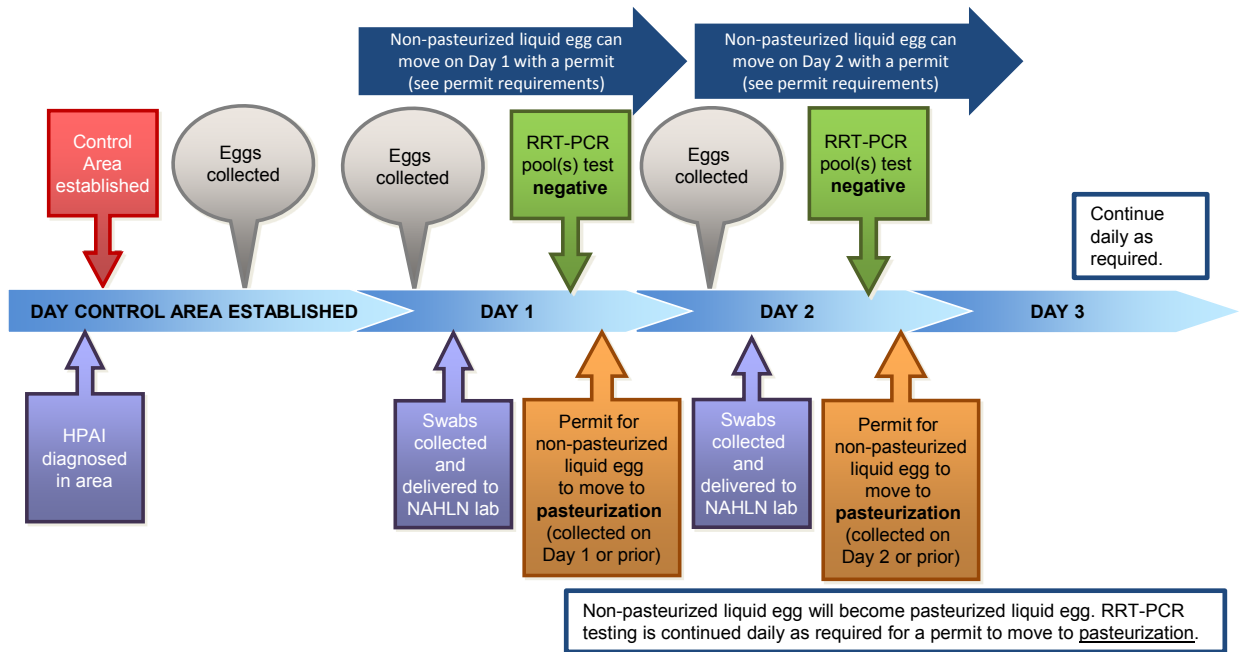 Non-pasteurized liquid egg can
move on Day 1 with a permit
(see permit requirements)
Non-pasteurized liquid egg can
move on Day 2 with a permit
(see permit requirements)
Control
Area
established
Eggs
collected
Eggs
collected
RRT-PCR
pool(s) test
negative
Eggs
collected
RRT-PCR
pool(s) test
negative
Continue
daily as
required.
DAY CONTROL AREA ESTABLISHED
DAY 1
DAY 2
DAY 3
HPAI
diagnosed
in area
Swabs
collected
and
delivered to
NAHLN lab
Permit for
non-pasteurized
liquid egg
to move to
pasteurization
(collected on
Day 1 or prior)
Swabs
collected
and
delivered to
NAHLN lab
Permit for
non-pasteurized
liquid egg to
move to
pasteurization
(collected on
Day 2 or prior)
Non-pasteurized liquid egg will become pasteurized liquid egg. RRT-PCR
testing is continued daily as required for a permit to move to pasteurization.